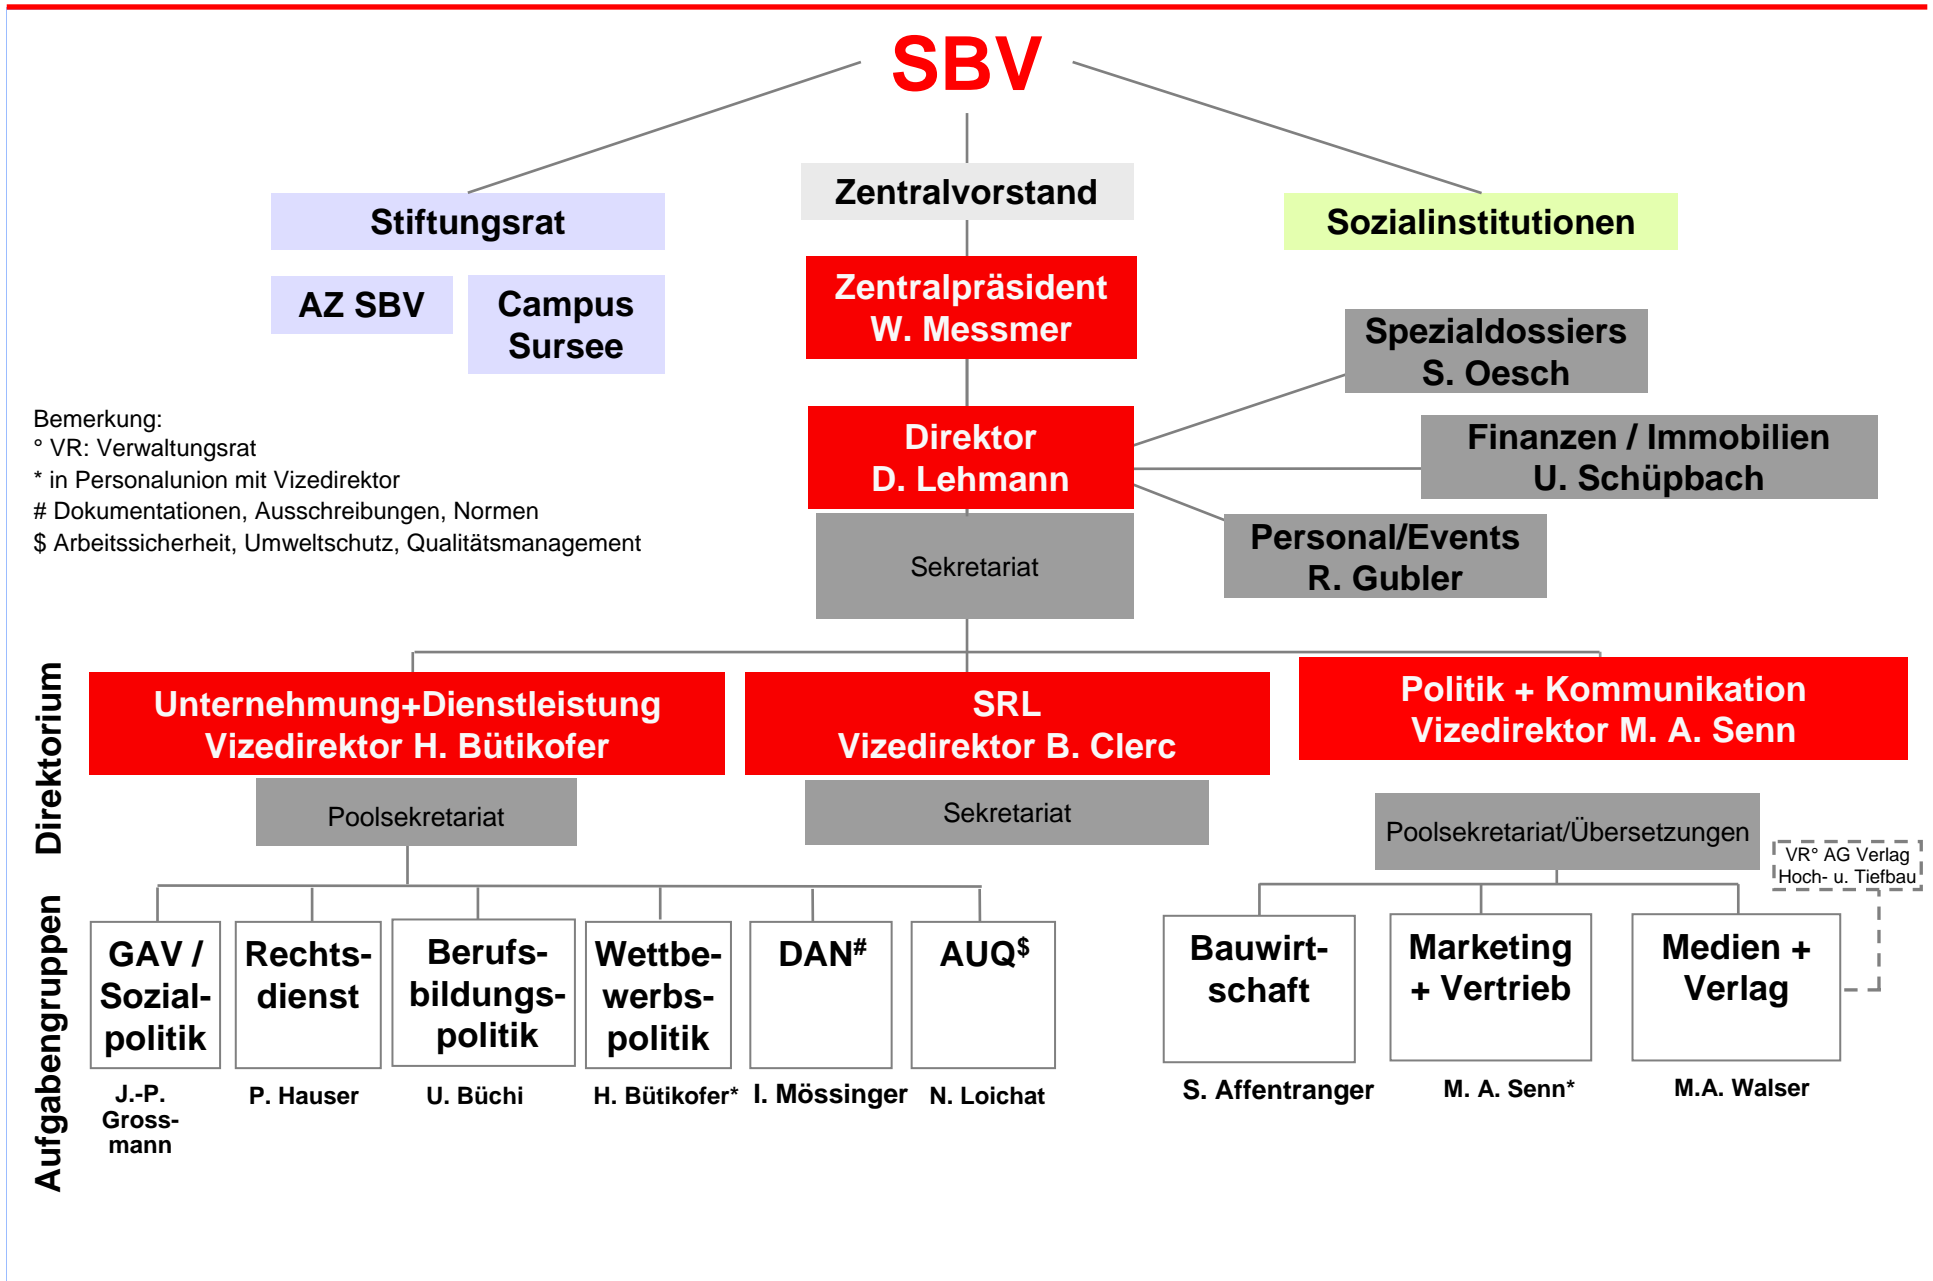 SBV
Stiftungsrat
Zentralvorstand
Sozialinstitutionen
AZ SBV
Campus
Sursee
Zentralpräsident
W. Messmer
Spezialdossiers
S. Oesch
Bemerkung:
° VR: Verwaltungsrat
* in Personalunion mit Vizedirektor
# Dokumentationen, Ausschreibungen, Normen
$ Arbeitssicherheit, Umweltschutz, Qualitätsmanagement
Direktor
D. Lehmann
Finanzen / Immobilien
U. Schüpbach
Sekretariat
Personal/Events
R. Gubler
Direktorium
Unternehmung+Dienstleistung
Vizedirektor H. Bütikofer
SRL
Vizedirektor B. Clerc
Politik + Kommunikation
Vizedirektor M. A. Senn
Poolsekretariat
Sekretariat
Poolsekretariat/Übersetzungen
VR° AG Verlag
Hoch- u. Tiefbau
Aufgabengruppen
GAV /
Sozial-
politik
Rechts-
dienst
Berufs-
bildungs-
politik
Wettbe-
werbs-
politik
DAN#
AUQ$
Bauwirt-
schaft
Marketing
+ Vertrieb
Medien +
Verlag
J.-P.
Gross-
mann
P. Hauser
U. Büchi
H. Bütikofer*
I. Mössinger
N. Loichat
S. Affentranger
M. A. Senn*
M.A. Walser